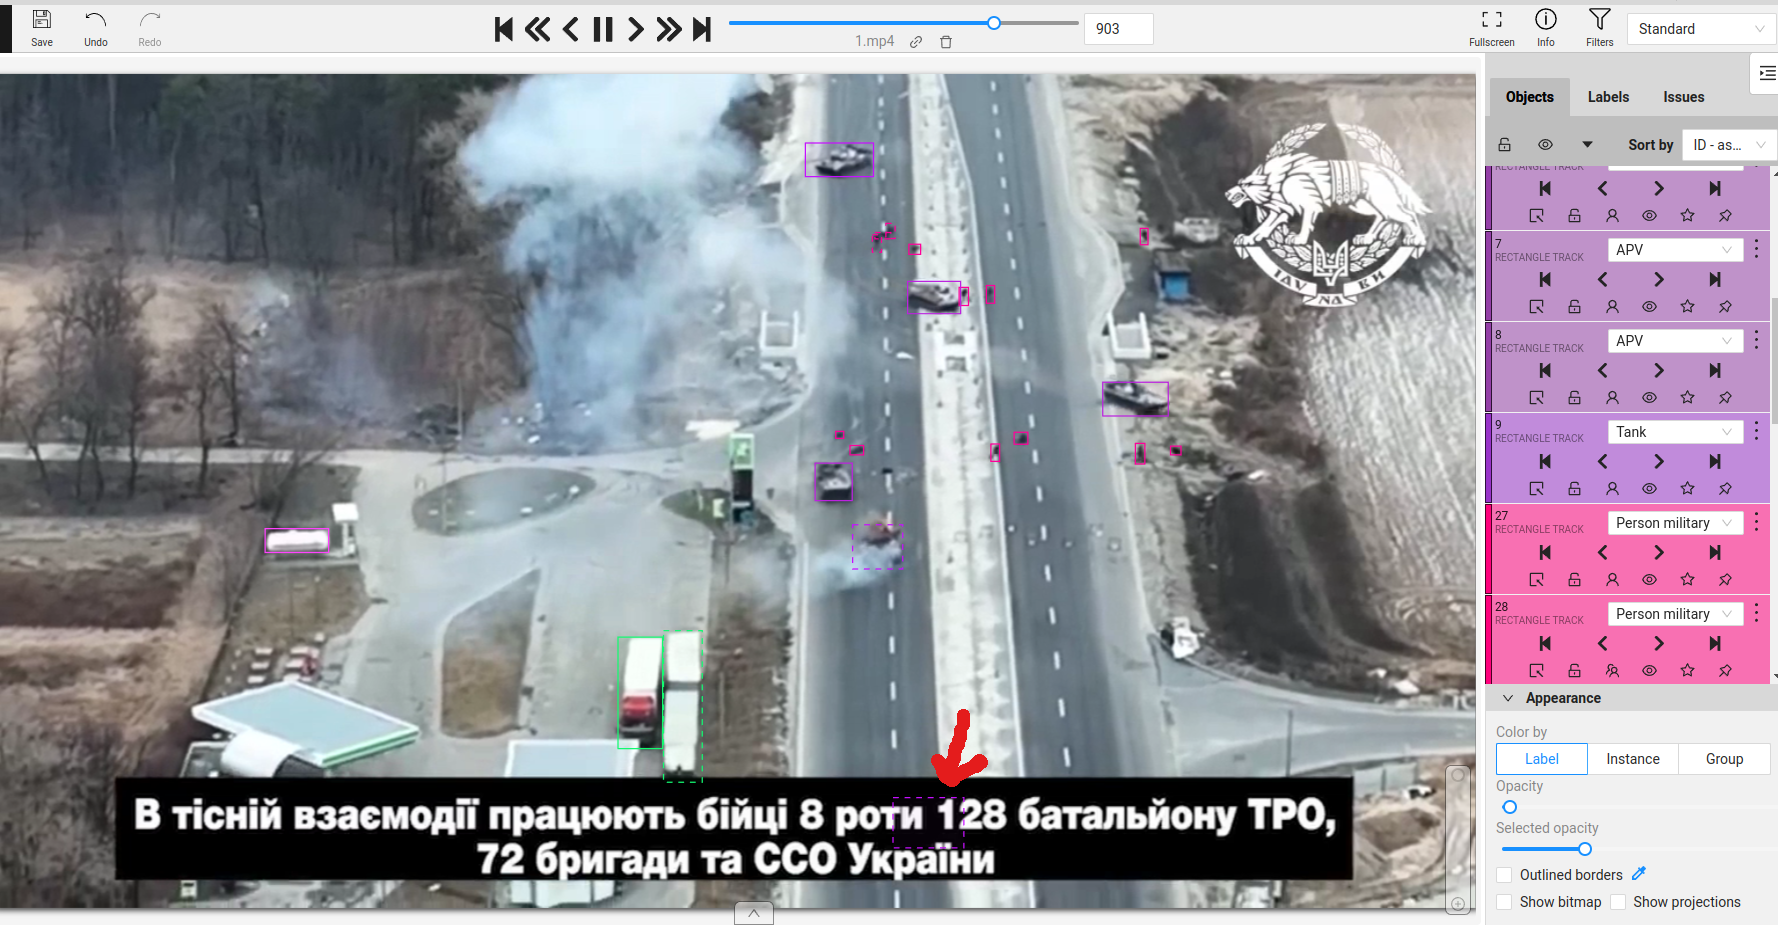 Save
Undo
Redo
1.mp4
903
Fullscreen
Info
Filters
Standard
Objects
Labels
Issues
Sort by
ID - as...
RECTANGLE TRACK
7
RECTANGLE TRACK
APV
8
RECTANGLE TRACK
APV
9
RECTANGLE TRACK
Tank
27
RECTANGLE TRACK
Person military
28
RECTANGLE TRACK
Person military
Appearance
Color by
Label
Instance
Group
Opacity
Selected opacity
Outlined borders
Show bitmap
Show projections
В тісній взаємодії працюють бійці 8 роти 128 батальйону ТРО,
72 бригади та ССО України